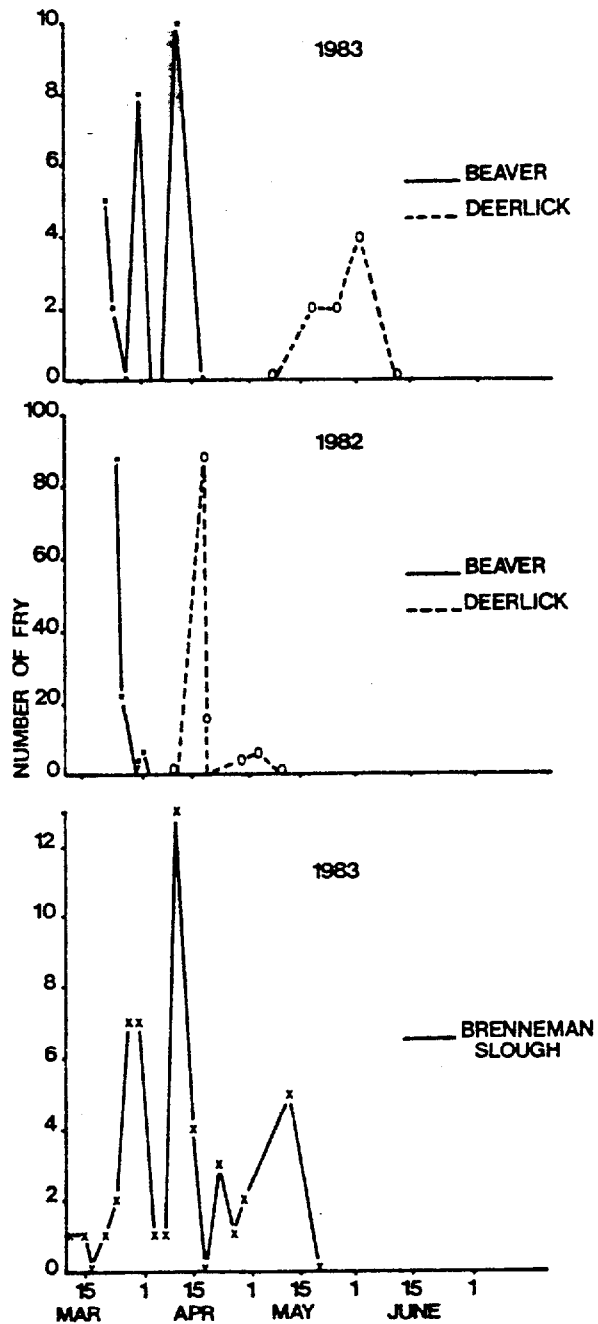 10
1983
8
6
BEAVER
DEERLICK
4
2
0
100
1982
80
60
BEAVER
DEERLICK
40
20
0
NUMBER OF FRY
12
1983
10
8
BRENNEMAN
SLOUGH
6
4
2
0
15 1 15 1 15 1 15 1
MAR APR MAY JUNE